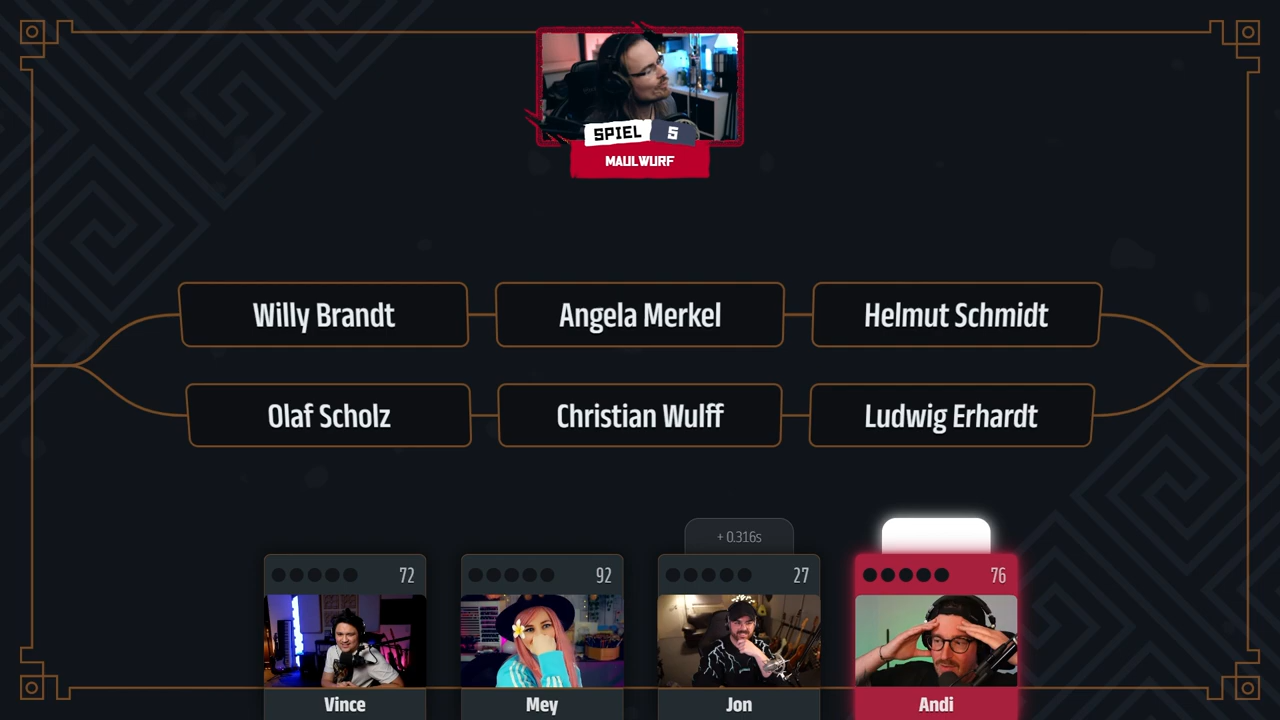 SPIEL 5
MAULWURF
Willy Brandt
Angela Merkel
Helmut Schmidt
Olaf Scholz
Christian Wulff
Ludwig Erhardt
+ 0.316s
72
92
27
76
Vince
Mey
Jon
Andi